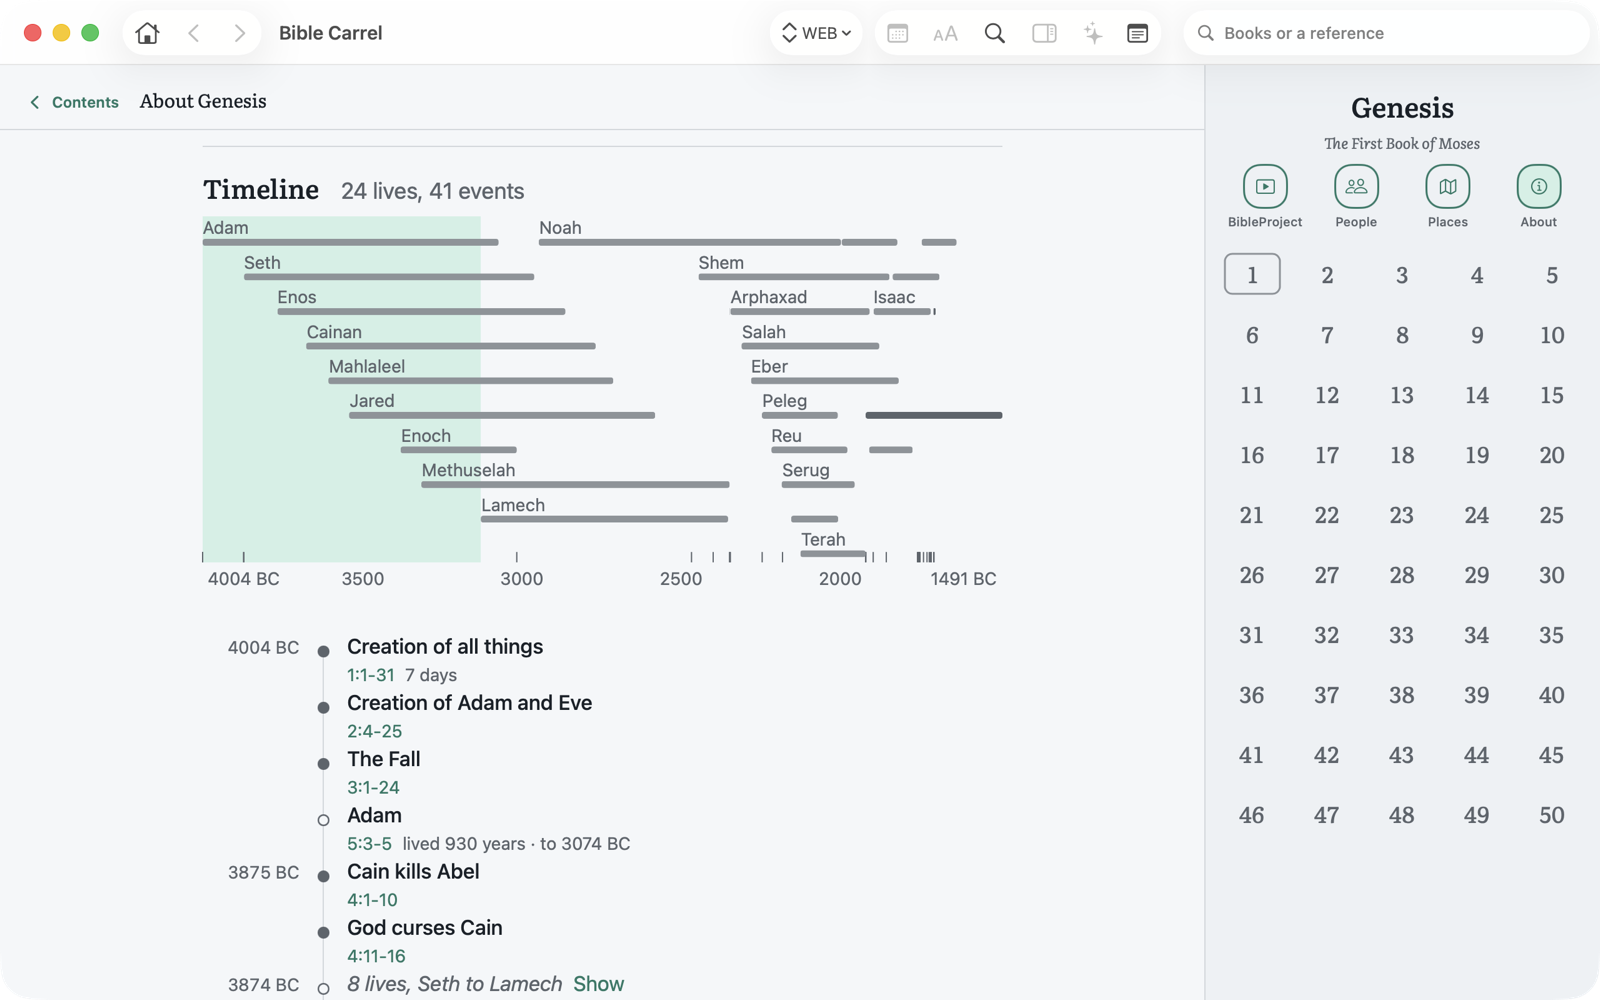 Bible Carrel
WEB
AA
Books or a reference
Contents
About Genesis
Timeline 24 lives, 41 events
Adam
Noah
Seth
Shem
Enos
Arphaxad
Isaac
Cainan
Salah
Mahlaleel
Eber
Jared
Peleg
Enoch
Reu
Methuselah
Serug
Lamech
Terah
4004 BC 3500 3000 2500 2000 1491 BC
4004 BC Creation of all things
1:1-31 7 days
Creation of Adam and Eve
2:4-25
The Fall
3:1-24
Adam
5:3-5 lived 930 years · to 3074 BC
3875 BC Cain kills Abel
4:1-10
God curses Cain
4:11-16
3874 BC 8 lives, Seth to Lamech Show
Genesis
The First Book of Moses
BibleProject People Places About
1 2 3 4 5
6 7 8 9 10
11 12 13 14 15
16 17 18 19 20
21 22 23 24 25
26 27 28 29 30
31 32 33 34 35
36 37 38 39 40
41 42 43 44 45
46 47 48 49 50